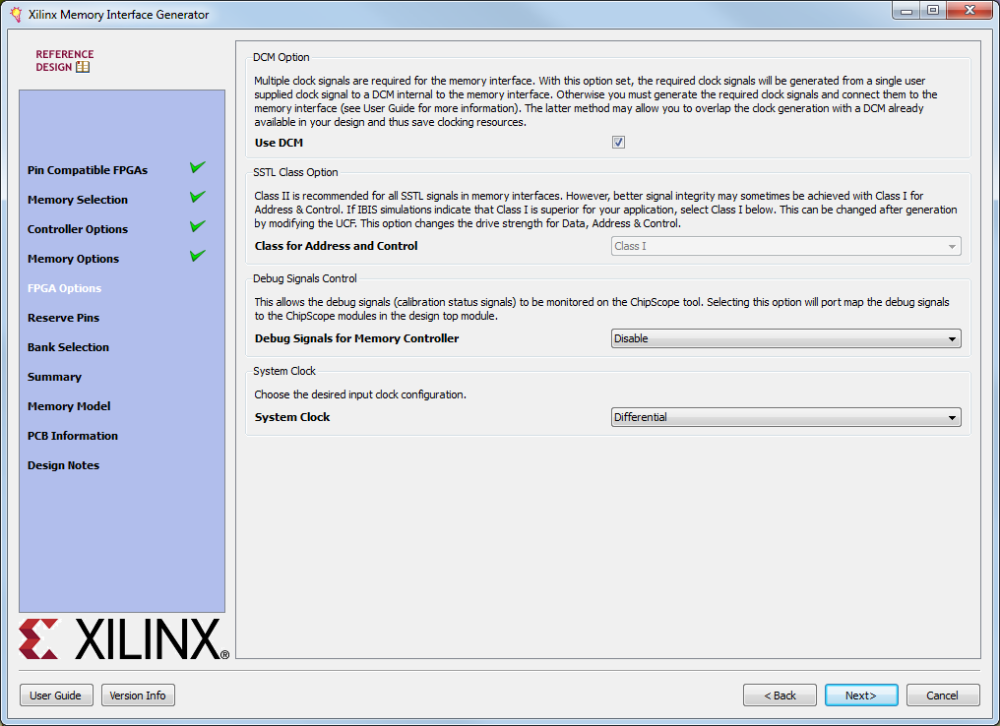 Xilinx Memory Interface Generator
REFERENCE
DESIGN
Pin Compatible FPGAs
Memory Selection
Controller Options
Memory Options
FPGA Options
Reserve Pins
Bank Selection
Summary
Memory Model
PCB Information
Design Notes
XILINX®
DCM Option
Multiple clock signals are required for the memory interface. With this option set, the required clock signals will be generated from a single user
supplied clock signal to a DCM internal to the memory interface. Otherwise you must generate the required clock signals and connect them to the
memory interface (see User Guide for more information). The latter method may allow you to overlap the clock generation with a DCM already
available in your design and thus save clocking resources.
Use DCM
SSTL Class Option
Class II is recommended for all SSTL signals in memory interfaces. However, better signal integrity may sometimes be achieved with Class I for
Address & Control. If IBIS simulations indicate that Class I is superior for your application, select Class I below. This can be changed after generation
by modifying the UCF. This option changes the drive strength for Data, Address & Control.
Class for Address and Control
Class I
Debug Signals Control
This allows the debug signals (calibration status signals) to be monitored on the ChipScope tool. Selecting this option will port map the debug signals
to the ChipScope modules in the design top module.
Debug Signals for Memory Controller
Disable
System Clock
Choose the desired input clock configuration.
System Clock
Differential
User Guide
Version Info
< Back
Next>
Cancel